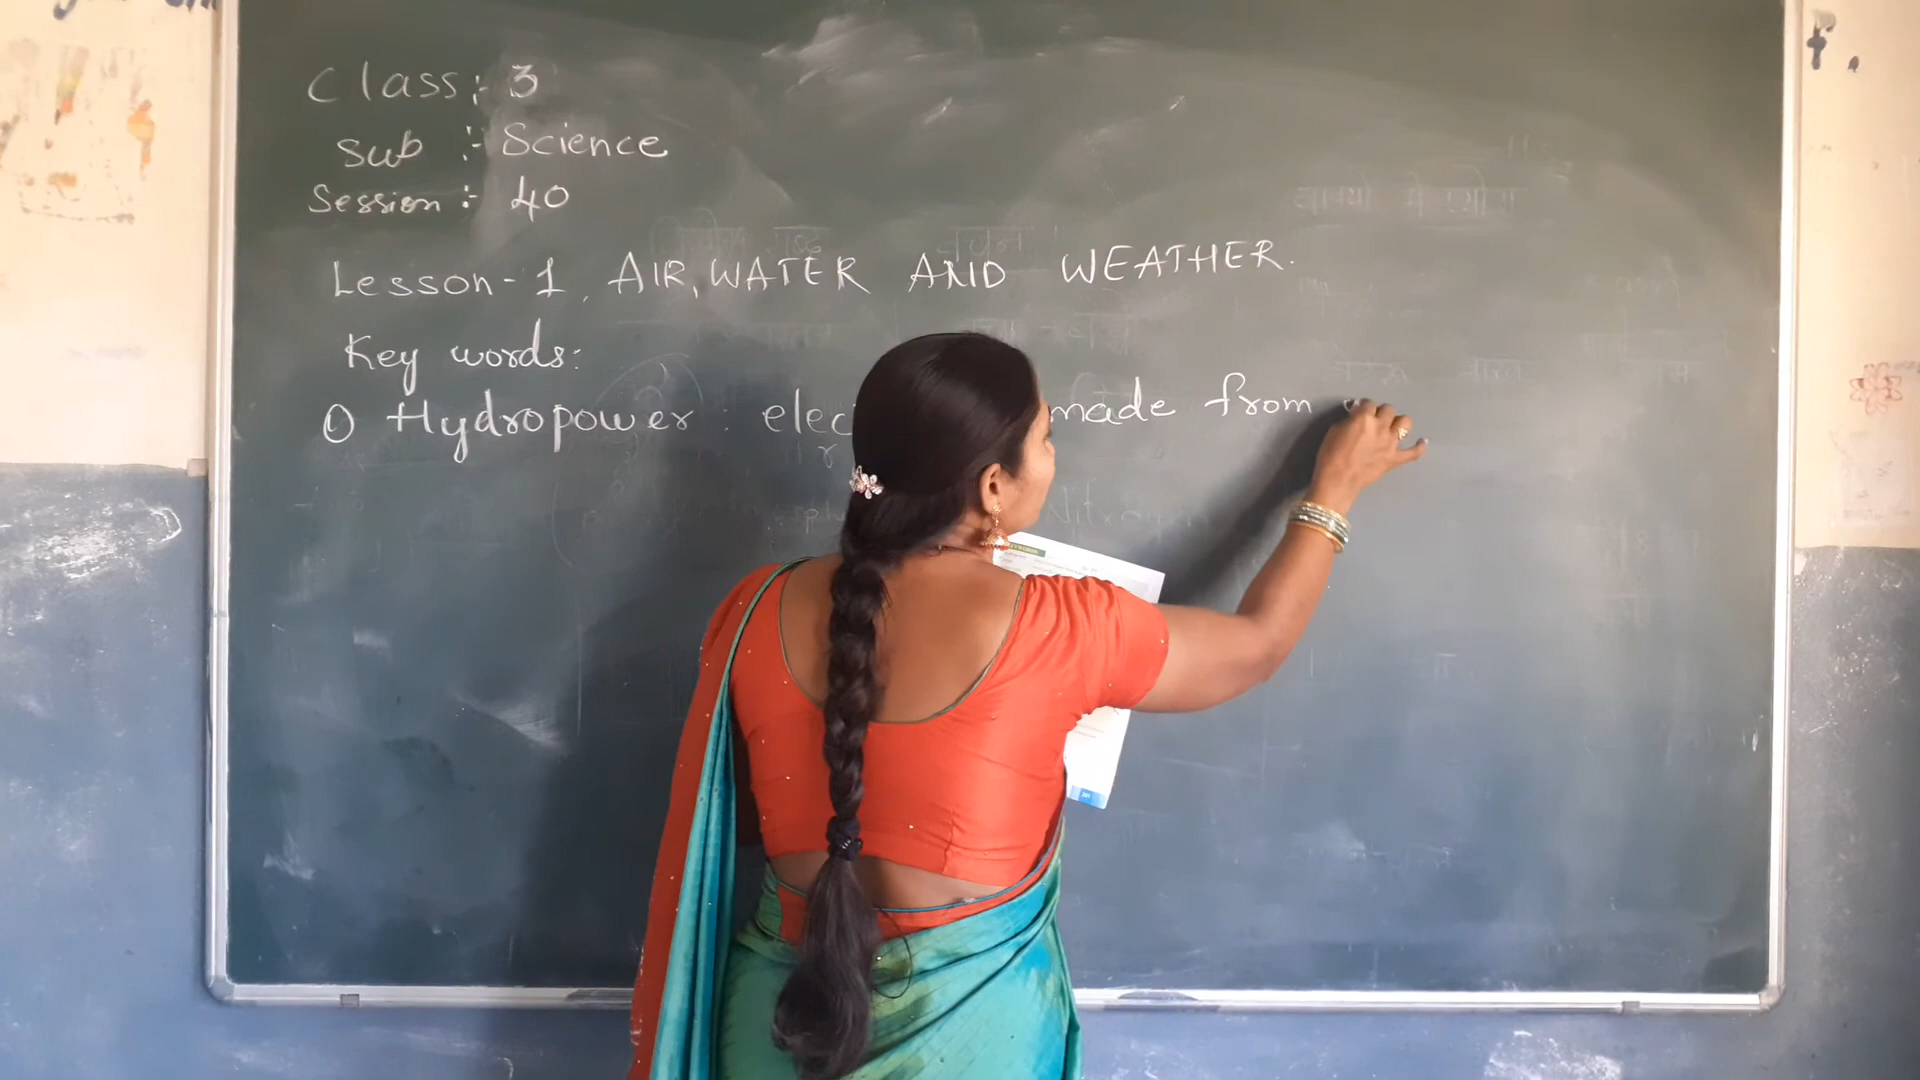 Class :- 3
Sub :- Science
Session :- 40
Lesson - 1, AIR, WATER AND WEATHER.
Key words:
① Hydropower : elec made from